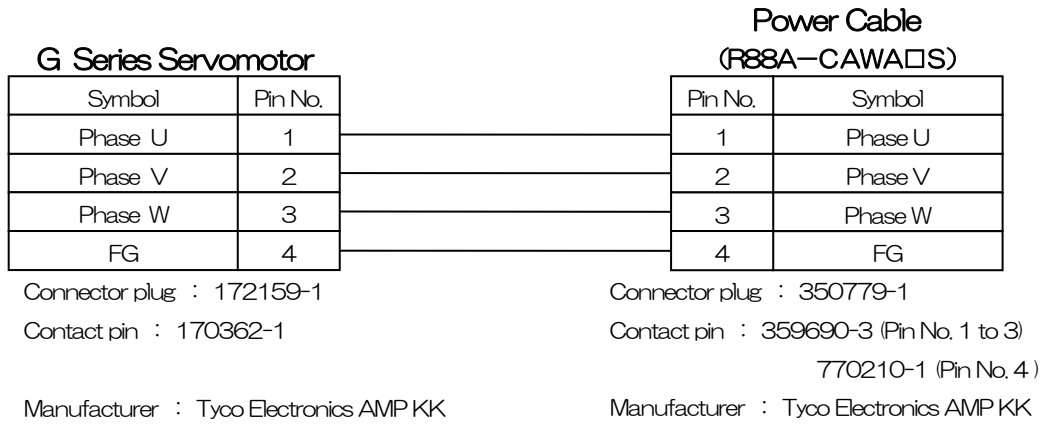 Power Cable
G Series Servomotor
(R88A-CAWA□S)
Symbol Pin No.
Pin No. Symbol
Phase U 1
1 Phase U
Phase V 2
2 Phase V
Phase W 3
3 Phase W
FG 4
4 FG
Connector plug : 172159-1
Connector plug : 350779-1
Contact pin : 170362-1
Contact pin : 359690-3 (Pin No. 1 to 3)
770210-1 (Pin No. 4 )
Manufacturer : Tyco Electronics AMP KK
Manufacturer : Tyco Electronics AMP KK